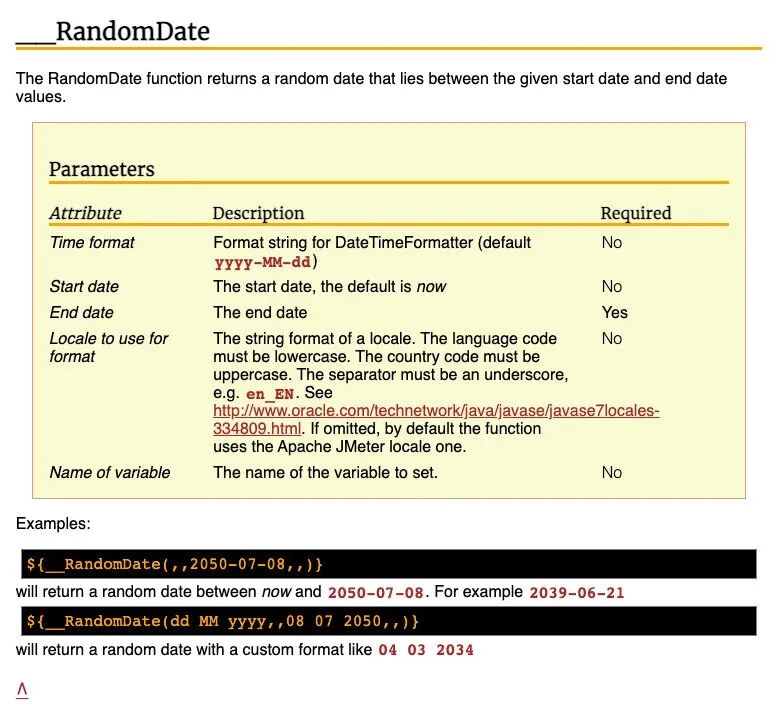 __RandomDate
The RandomDate function returns a random date that lies between the given start date and end date
values.
Parameters
Attribute Description Required
Time format Format string for DateTimeFormatter (default No
yyyy-MM-dd)
Start date The start date, the default is now No
End date The end date Yes
Locale to use for The string format of a locale. The language code No
format must be lowercase. The country code must be
uppercase. The separator must be an underscore,
e.g. en_EN. See
http://www.oracle.com/technetwork/java/javase/javase7locales-
334809.html. If omitted, by default the function
uses the Apache JMeter locale one.
Name of variable The name of the variable to set. No
Examples:
${__RandomDate(,,2050-07-08,,)}
will return a random date between now and 2050-07-08. For example 2039-06-21
${__RandomDate(dd MM yyyy,,08 07 2050,,)}
will return a random date with a custom format like 04 03 2034
^